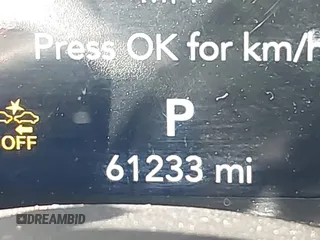 Press OK for km/h
P
OFF
61233 mi
DREAMBID